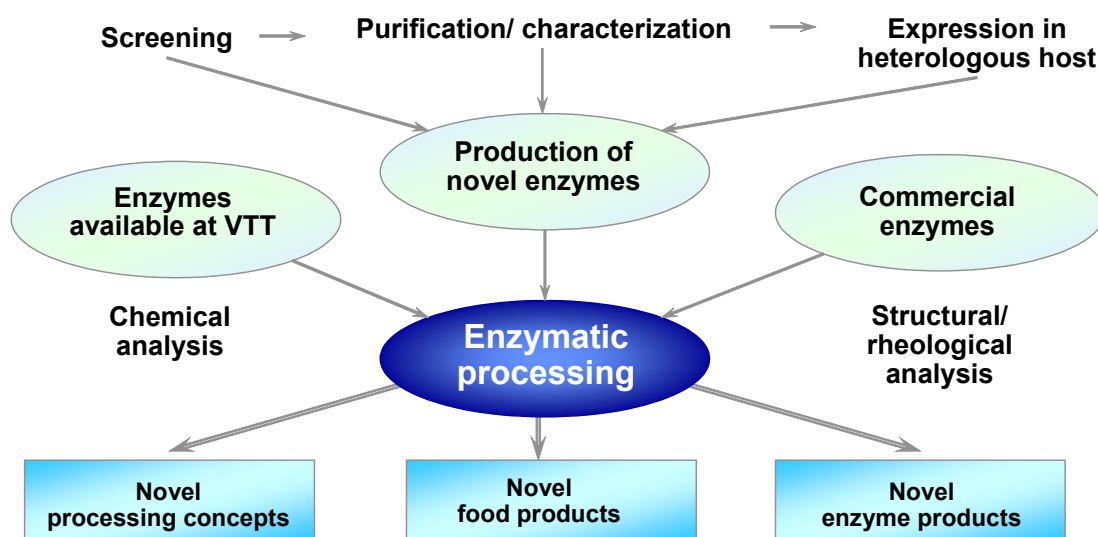 Screening
Purification/ characterization
Expression in
heterologous host
Production of
novel enzymes
Enzymes
available at VTT
Commercial
enzymes
Chemical
analysis
Enzymatic
processing
Structural/
rheological
analysis
Novel
processing concepts
Novel
food products
Novel
enzyme products